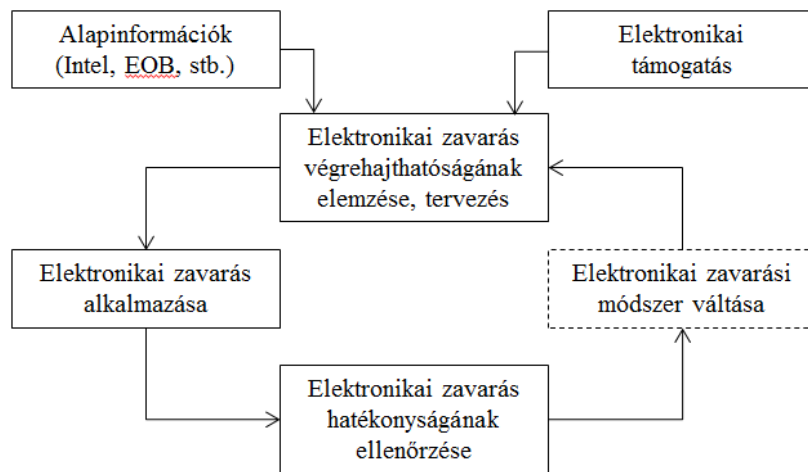 Alapinformációk
(Intel, EOB, stb.)
Elektronikai
támogatás
Elektronikai zavarás
végrehajthatóságának
elemzése, tervezés
Elektronikai zavarás
alkalmazása
Elektronikai zavarási
módszer váltása
Elektronikai zavarás
hatékonyságának
ellenőrzése